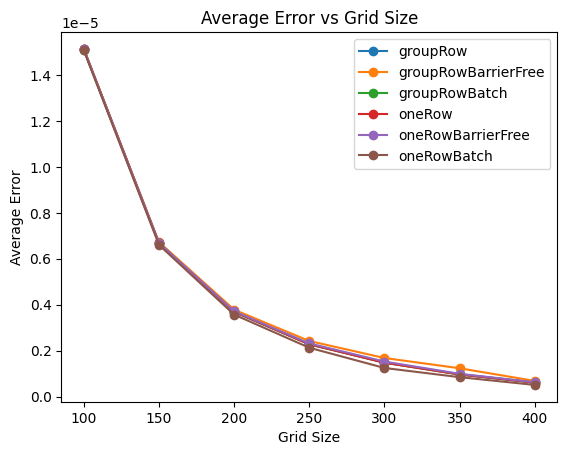 Average Error vs Grid Size
1e−5
groupRow
groupRowBarrierFree
groupRowBatch
oneRow
oneRowBarrierFree
oneRowBatch
1.4
1.2
1.0
0.8
0.6
0.4
0.2
0.0
Average Error
100 150 200 250 300 350 400
Grid Size